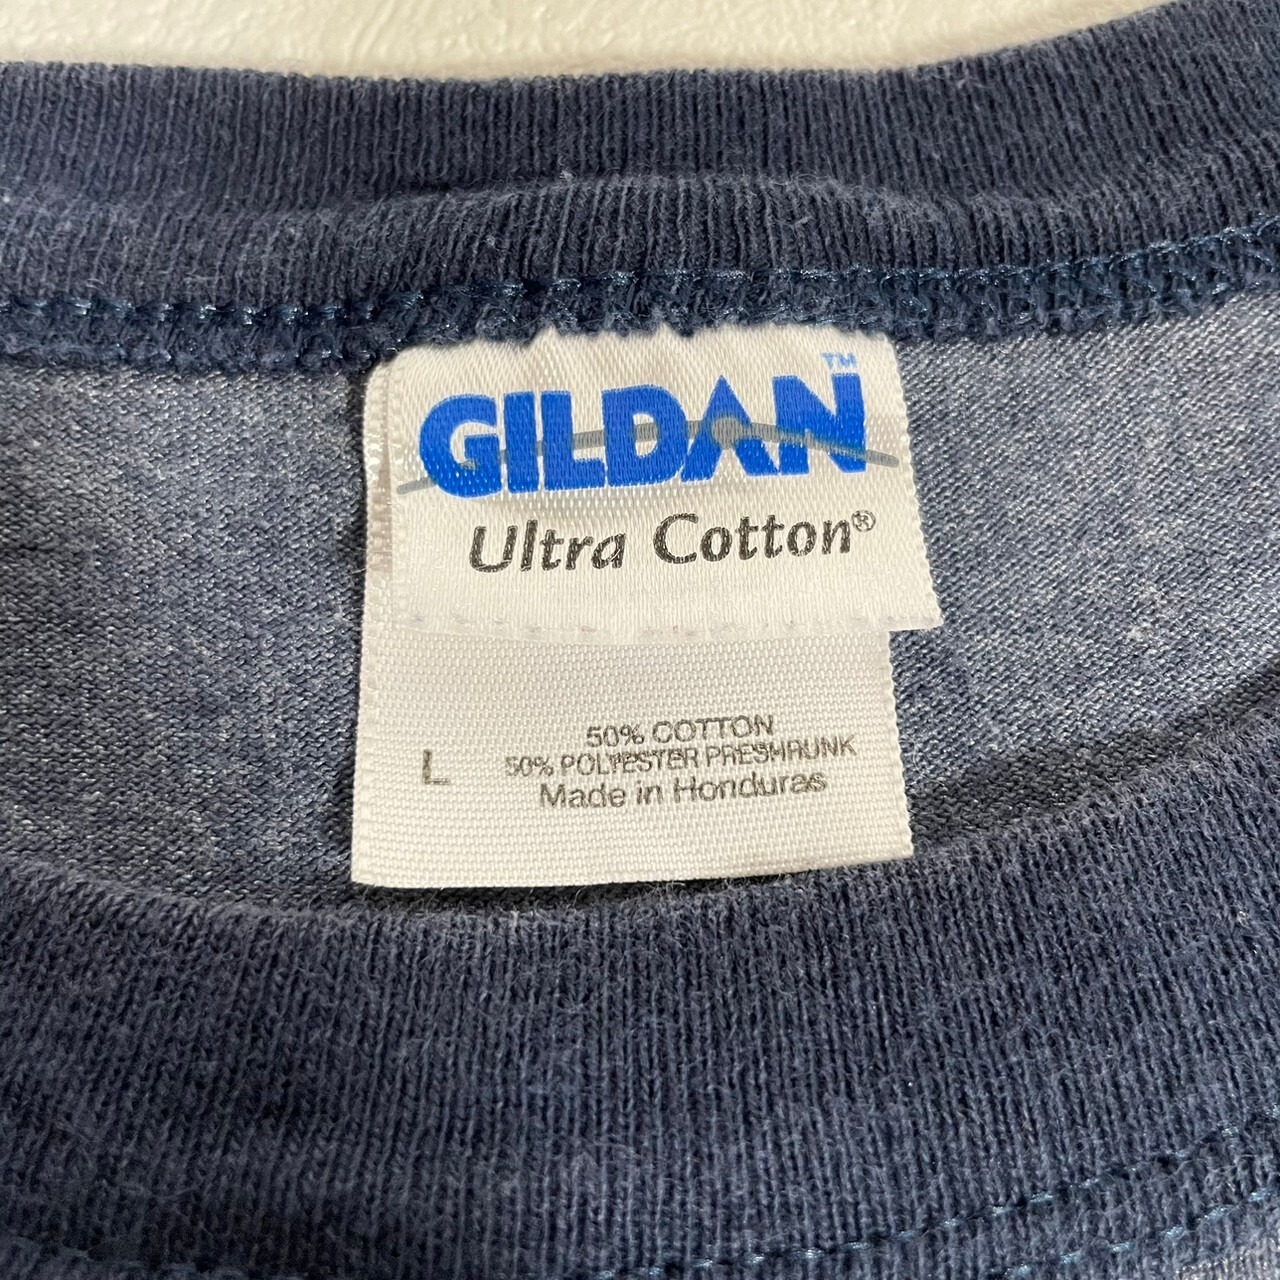 GILDAN™
Ultra Cotton®
50% COTTON
L 50% POLYESTER PRESHRUNK
Made in Honduras